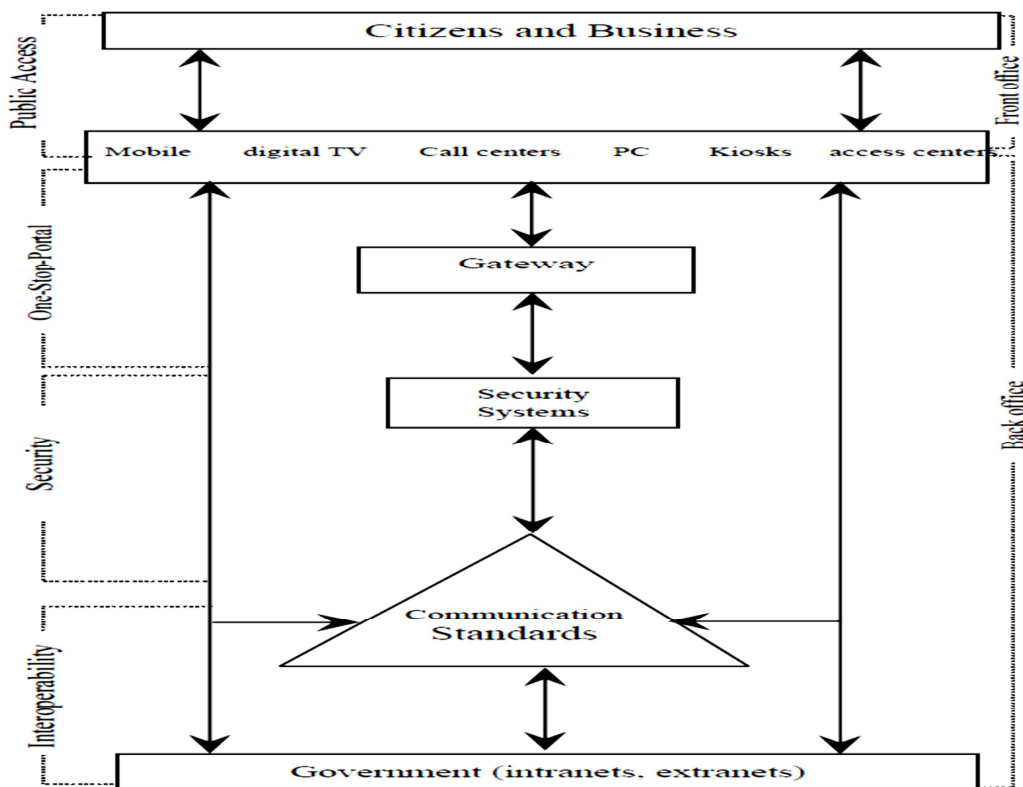 Citizens and Business
Public Access
Front office
Mobile digital TV Call centers PC Kiosks access centers
One-Stop-Portal
Gateway
Security
Systems
Back office
Security
Communication
Standards
Interoperability
Government (intranets, extranets)